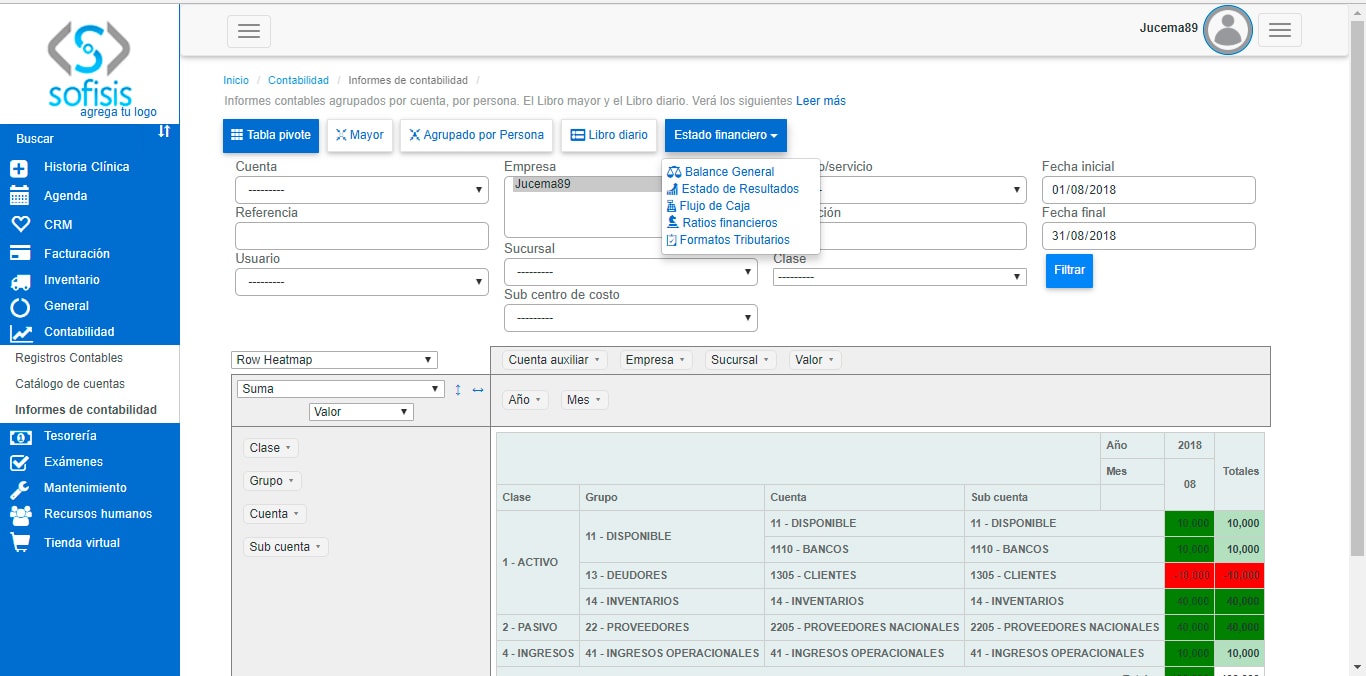 sofisis
agrega tu logo
Buscar
Historia Clínica
Agenda
CRM
Facturación
Inventario
General
Contabilidad
Registros Contables
Catálogo de cuentas
Informes de contabilidad
Tesorería
Exámenes
Mantenimiento
Recursos humanos
Tienda virtual
Jucema89
Inicio / Contabilidad / Informes de contabilidad /
Informes contables agrupados por cuenta, por persona. El Libro mayor y el Libro diario. Verá los siguientes Leer más
Tabla pivote Mayor Agrupado por Persona Libro diario Estado financiero
Balance General
Estado de Resultados
Flujo de Caja
Ratios financieros
Formatos Tributarios
Cuenta
---------
Referencia
Usuario
---------
Empresa
Jucema89
Sucursal
---------
Sub centro de costo
---------
o/servicio
ción
Clase
---------
Fecha inicial
01/08/2018
Fecha final
31/08/2018
Filtrar
Row Heatmap
Cuenta auxiliar Empresa Sucursal Valor
Suma
Valor
Año Mes
Clase
Grupo
Cuenta
Sub cuenta
Año 2018 Totales
Mes 08
Clase Grupo Cuenta Sub cuenta
1 - ACTIVO 11 - DISPONIBLE 11 - DISPONIBLE 11 - DISPONIBLE 10,000 10,000
1110 - BANCOS 1110 - BANCOS 10,000 10,000
13 - DEUDORES 1305 - CLIENTES 1305 - CLIENTES -10,000 -10,000
14 - INVENTARIOS 14 - INVENTARIOS 14 - INVENTARIOS 40,000 40,000
2 - PASIVO 22 - PROVEEDORES 2205 - PROVEEDORES NACIONALES 2205 - PROVEEDORES NACIONALES 40,000 40,000
4 - INGRESOS 41 - INGRESOS OPERACIONALES 41 - INGRESOS OPERACIONALES 41 - INGRESOS OPERACIONALES 10,000 10,000